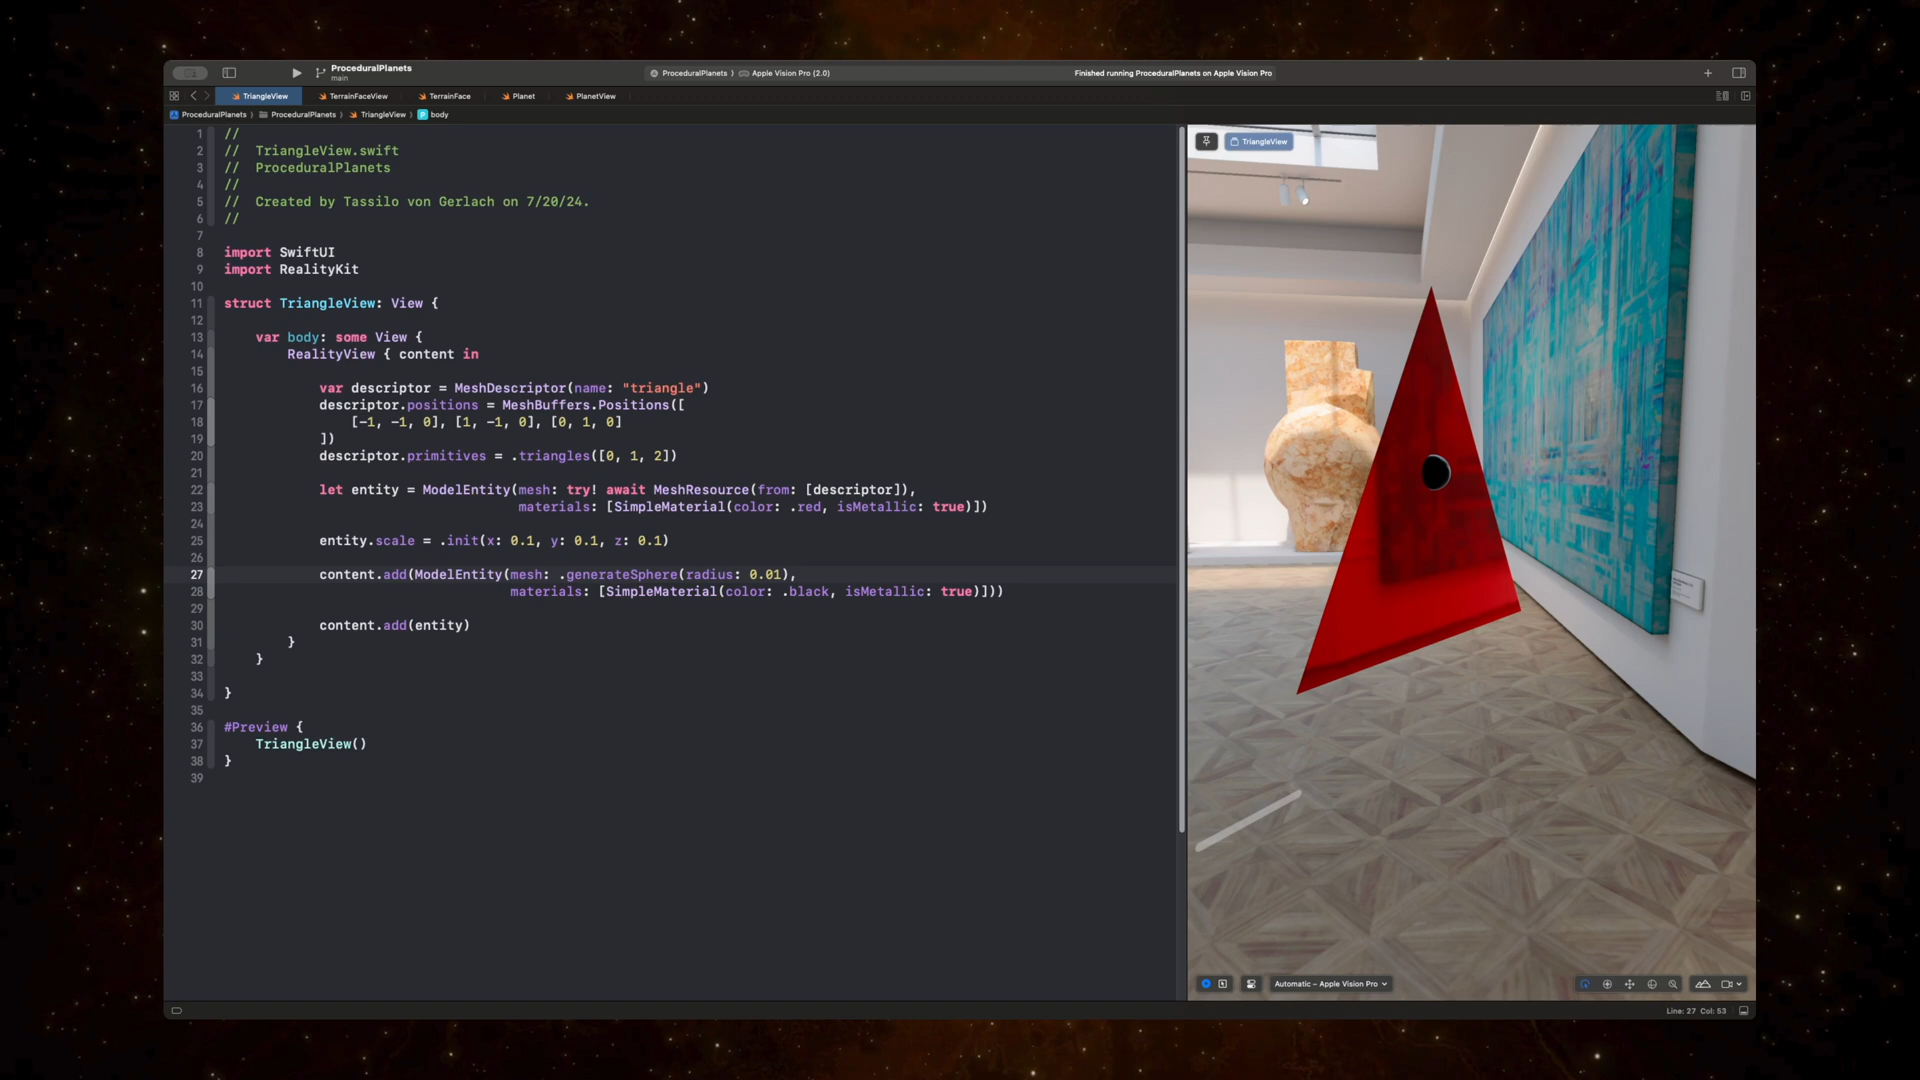 ProceduralPlanets
main
ProceduralPlanets ⟩ Apple Vision Pro (2.0)
Finished running ProceduralPlanets on Apple Vision Pro
TriangleView
TerrainFaceView
TerrainFace
Planet
PlanetView
ProceduralPlanets ⟩ ProceduralPlanets ⟩ TriangleView ⟩ P body
1 //
2 //  TriangleView.swift
3 //  ProceduralPlanets
4 //
5 //  Created by Tassilo von Gerlach on 7/20/24.
6 //
7
8 import SwiftUI
9 import RealityKit
10
11 struct TriangleView: View {
12
13     var body: some View {
14         RealityView { content in
15
16             var descriptor = MeshDescriptor(name: "triangle")
17             descriptor.positions = MeshBuffers.Positions([
18                 [-1, -1, 0], [1, -1, 0], [0, 1, 0]
19             ])
20             descriptor.primitives = .triangles([0, 1, 2])
21
22             let entity = ModelEntity(mesh: try! await MeshResource(from: [descriptor]),
23                                      materials: [SimpleMaterial(color: .red, isMetallic: true)])
24
25             entity.scale = .init(x: 0.1, y: 0.1, z: 0.1)
26
27             content.add(ModelEntity(mesh: .generateSphere(radius: 0.01),
28                                     materials: [SimpleMaterial(color: .black, isMetallic: true)]))
29
30             content.add(entity)
31         }
32     }
33
34 }
35
36 #Preview {
37     TriangleView()
38 }
39
TriangleView
Automatic – Apple Vision Pro
Line: 27 Col: 53